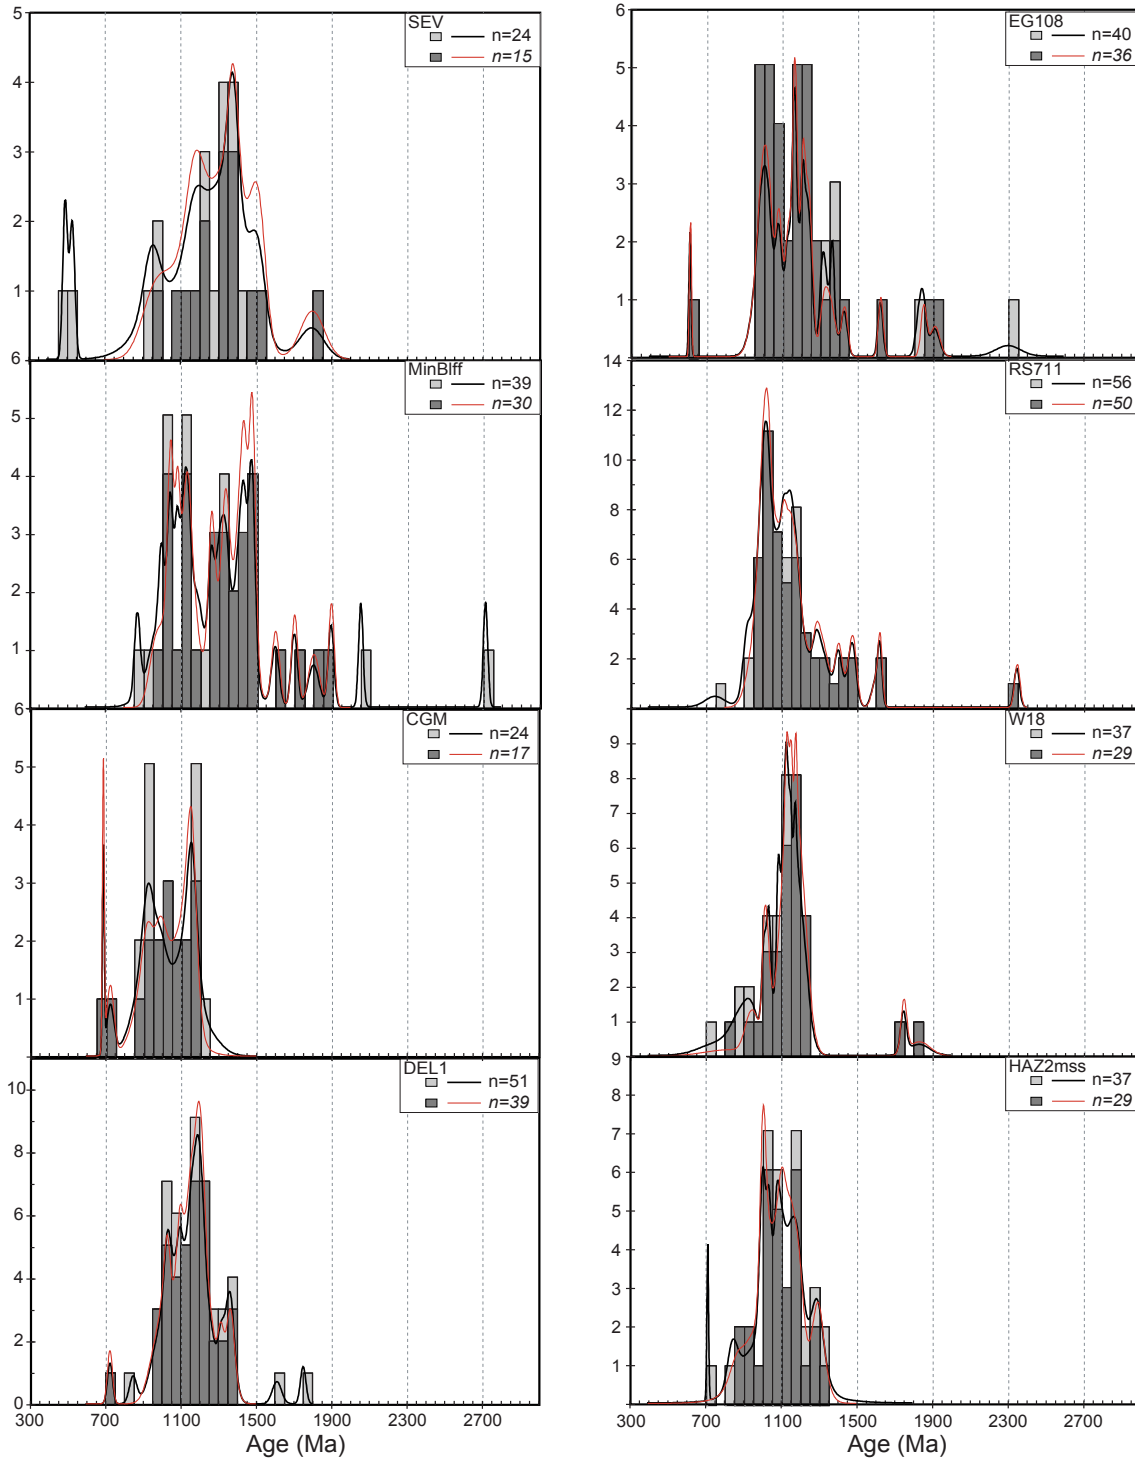 SEV
n=24
n=15
5
4
3
2
1
6
MinBlff
n=39
n=30
5
4
3
2
1
6
CGM
n=24
n=17
5
4
3
2
1
DEL1
n=51
n=39
10
8
6
4
2
0
300 700 1100 1500 1900 2300 2700
Age (Ma)
EG108
n=40
n=36
6
5
4
3
2
1
14
RS711
n=56
n=50
12
10
8
6
4
2
W18
n=37
n=29
9
8
7
6
5
4
3
2
1
9
HAZ2mss
n=37
n=29
8
7
6
5
4
3
2
1
300 700 1100 1500 1900 2300 2700
Age (Ma)